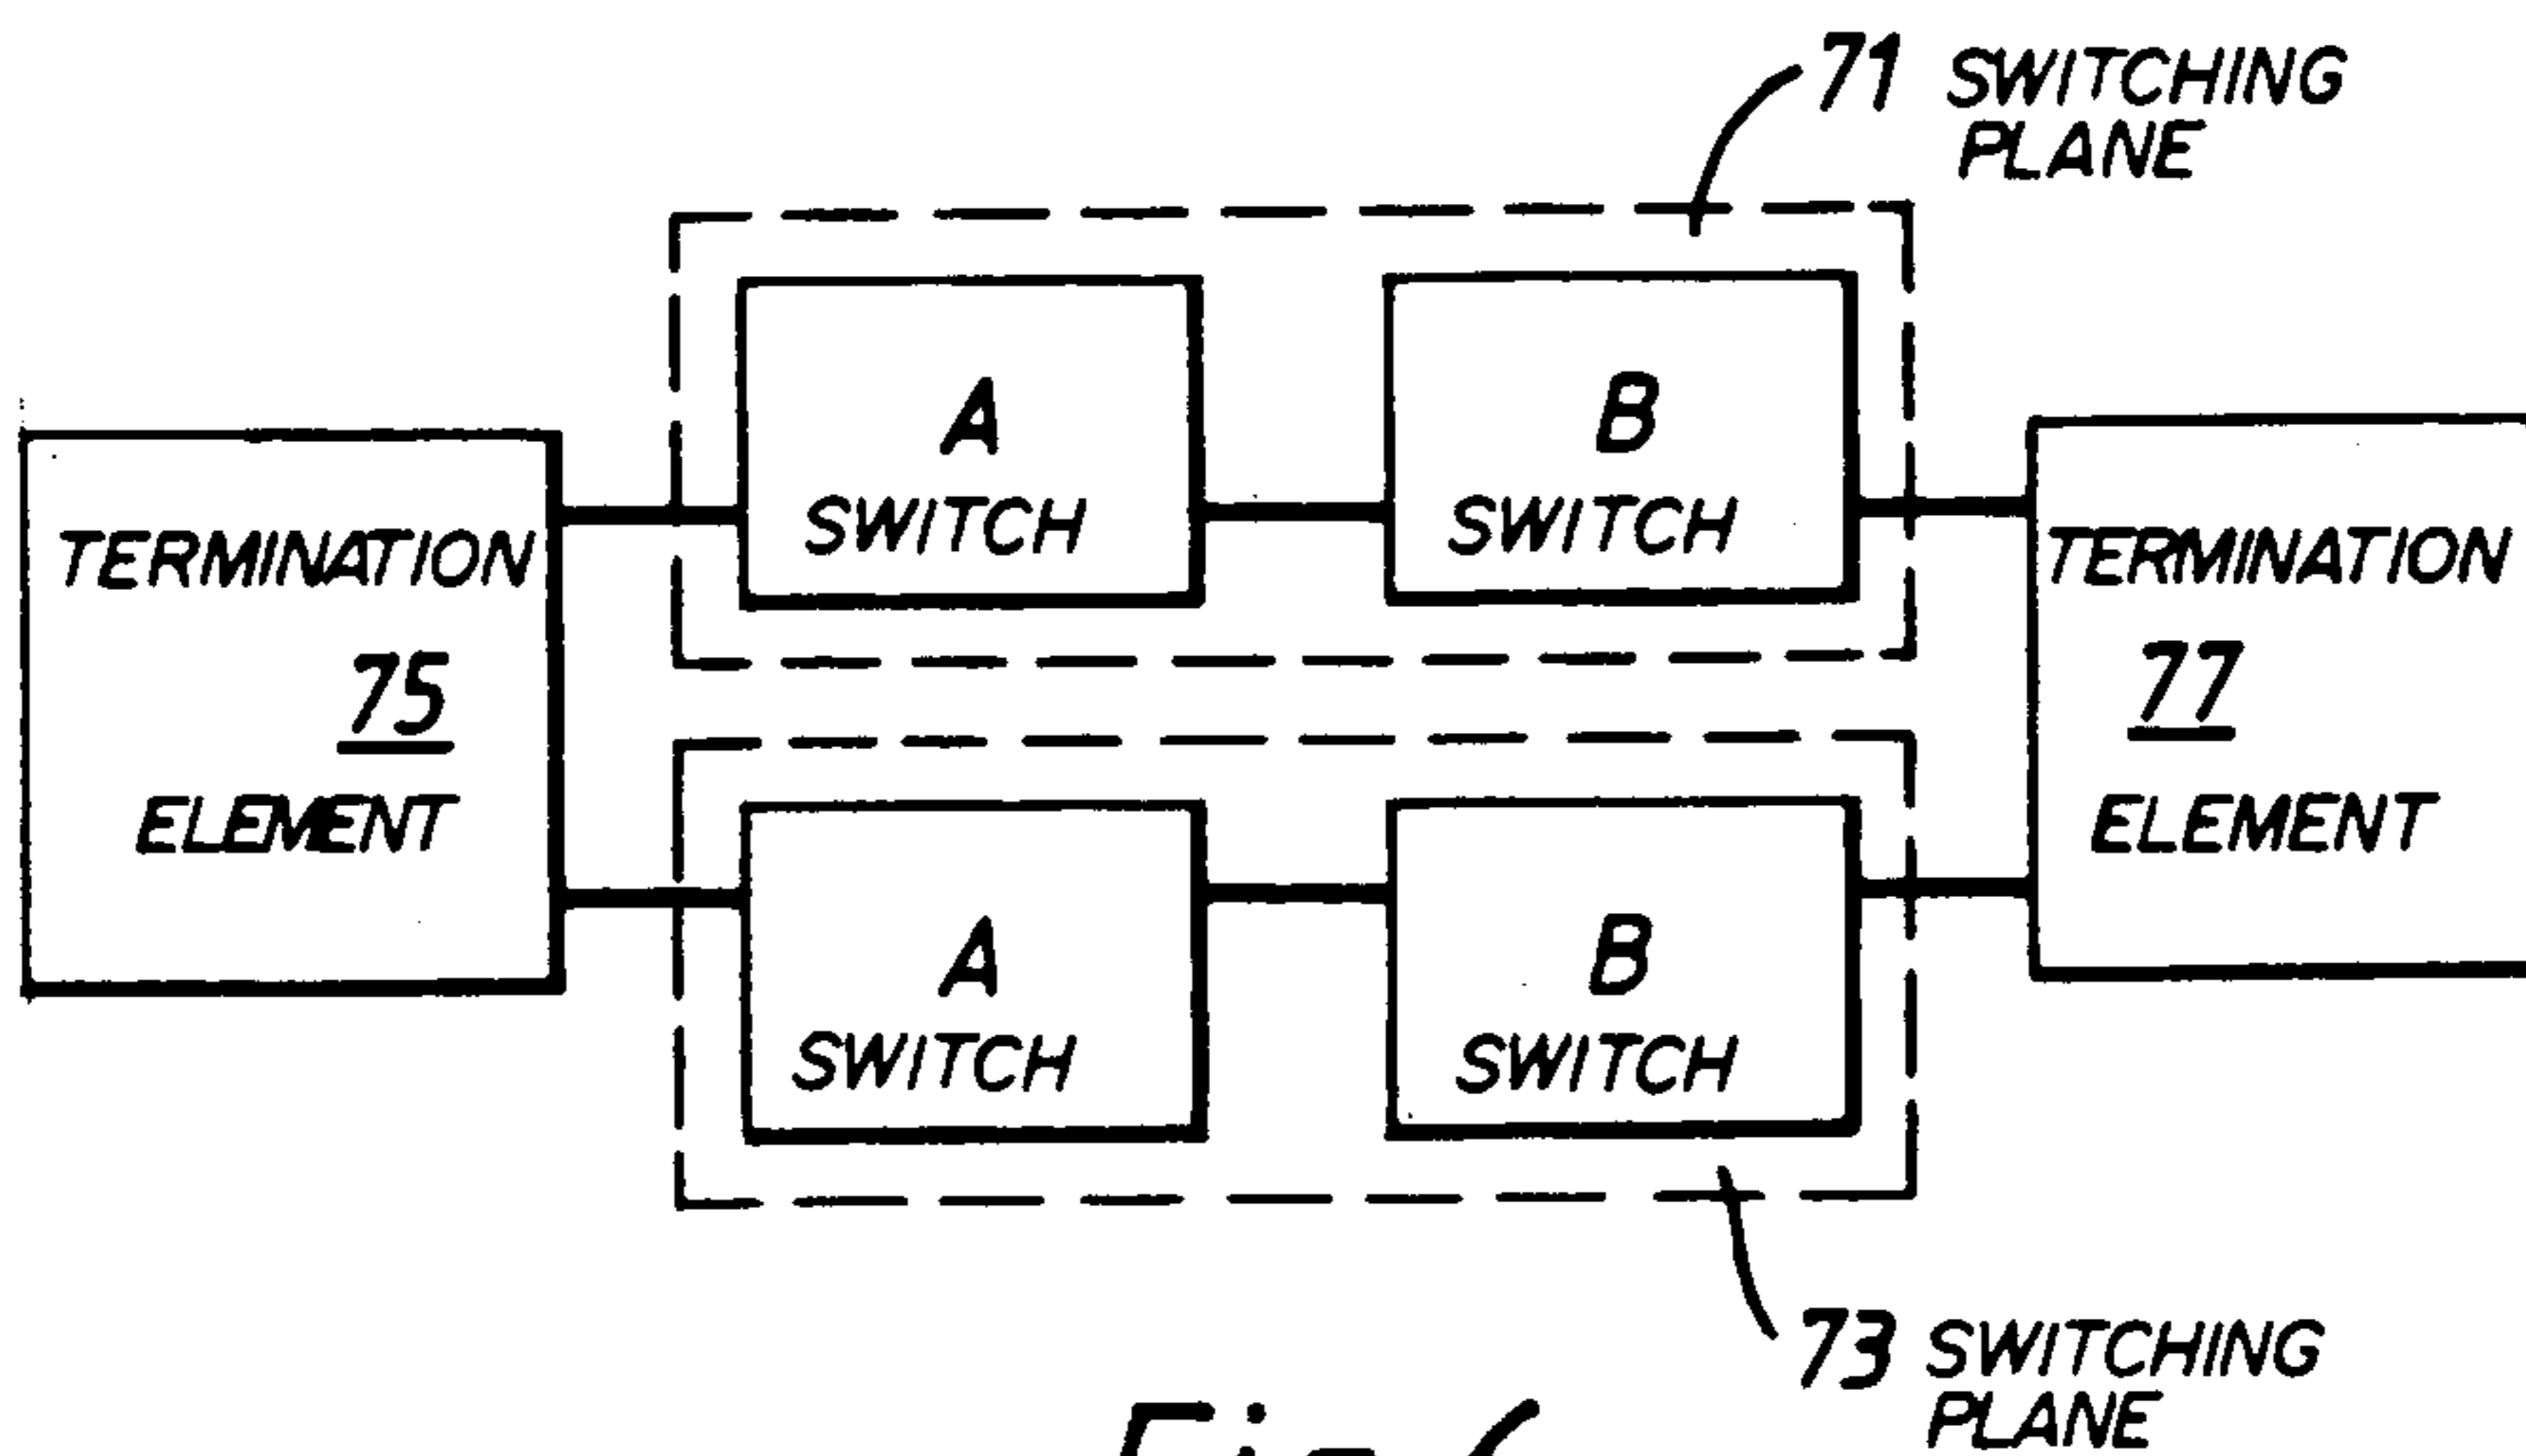 71 SWITCHING
PLANE
A
SWITCH
B
SWITCH
TERMINATION
75
ELEMENT
TERMINATION
77
ELEMENT
A
SWITCH
B
SWITCH
73 SWITCHING
PLANE